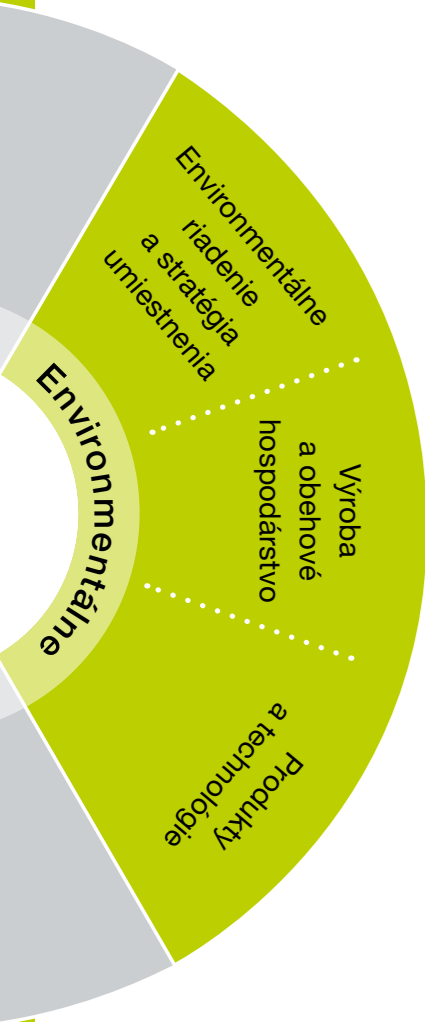 Environmentálne
riadenie
a stratégia
umiestnenia
Výroba
a obehové
hospodárstvo
Produkty
a technológie
Environmentálne